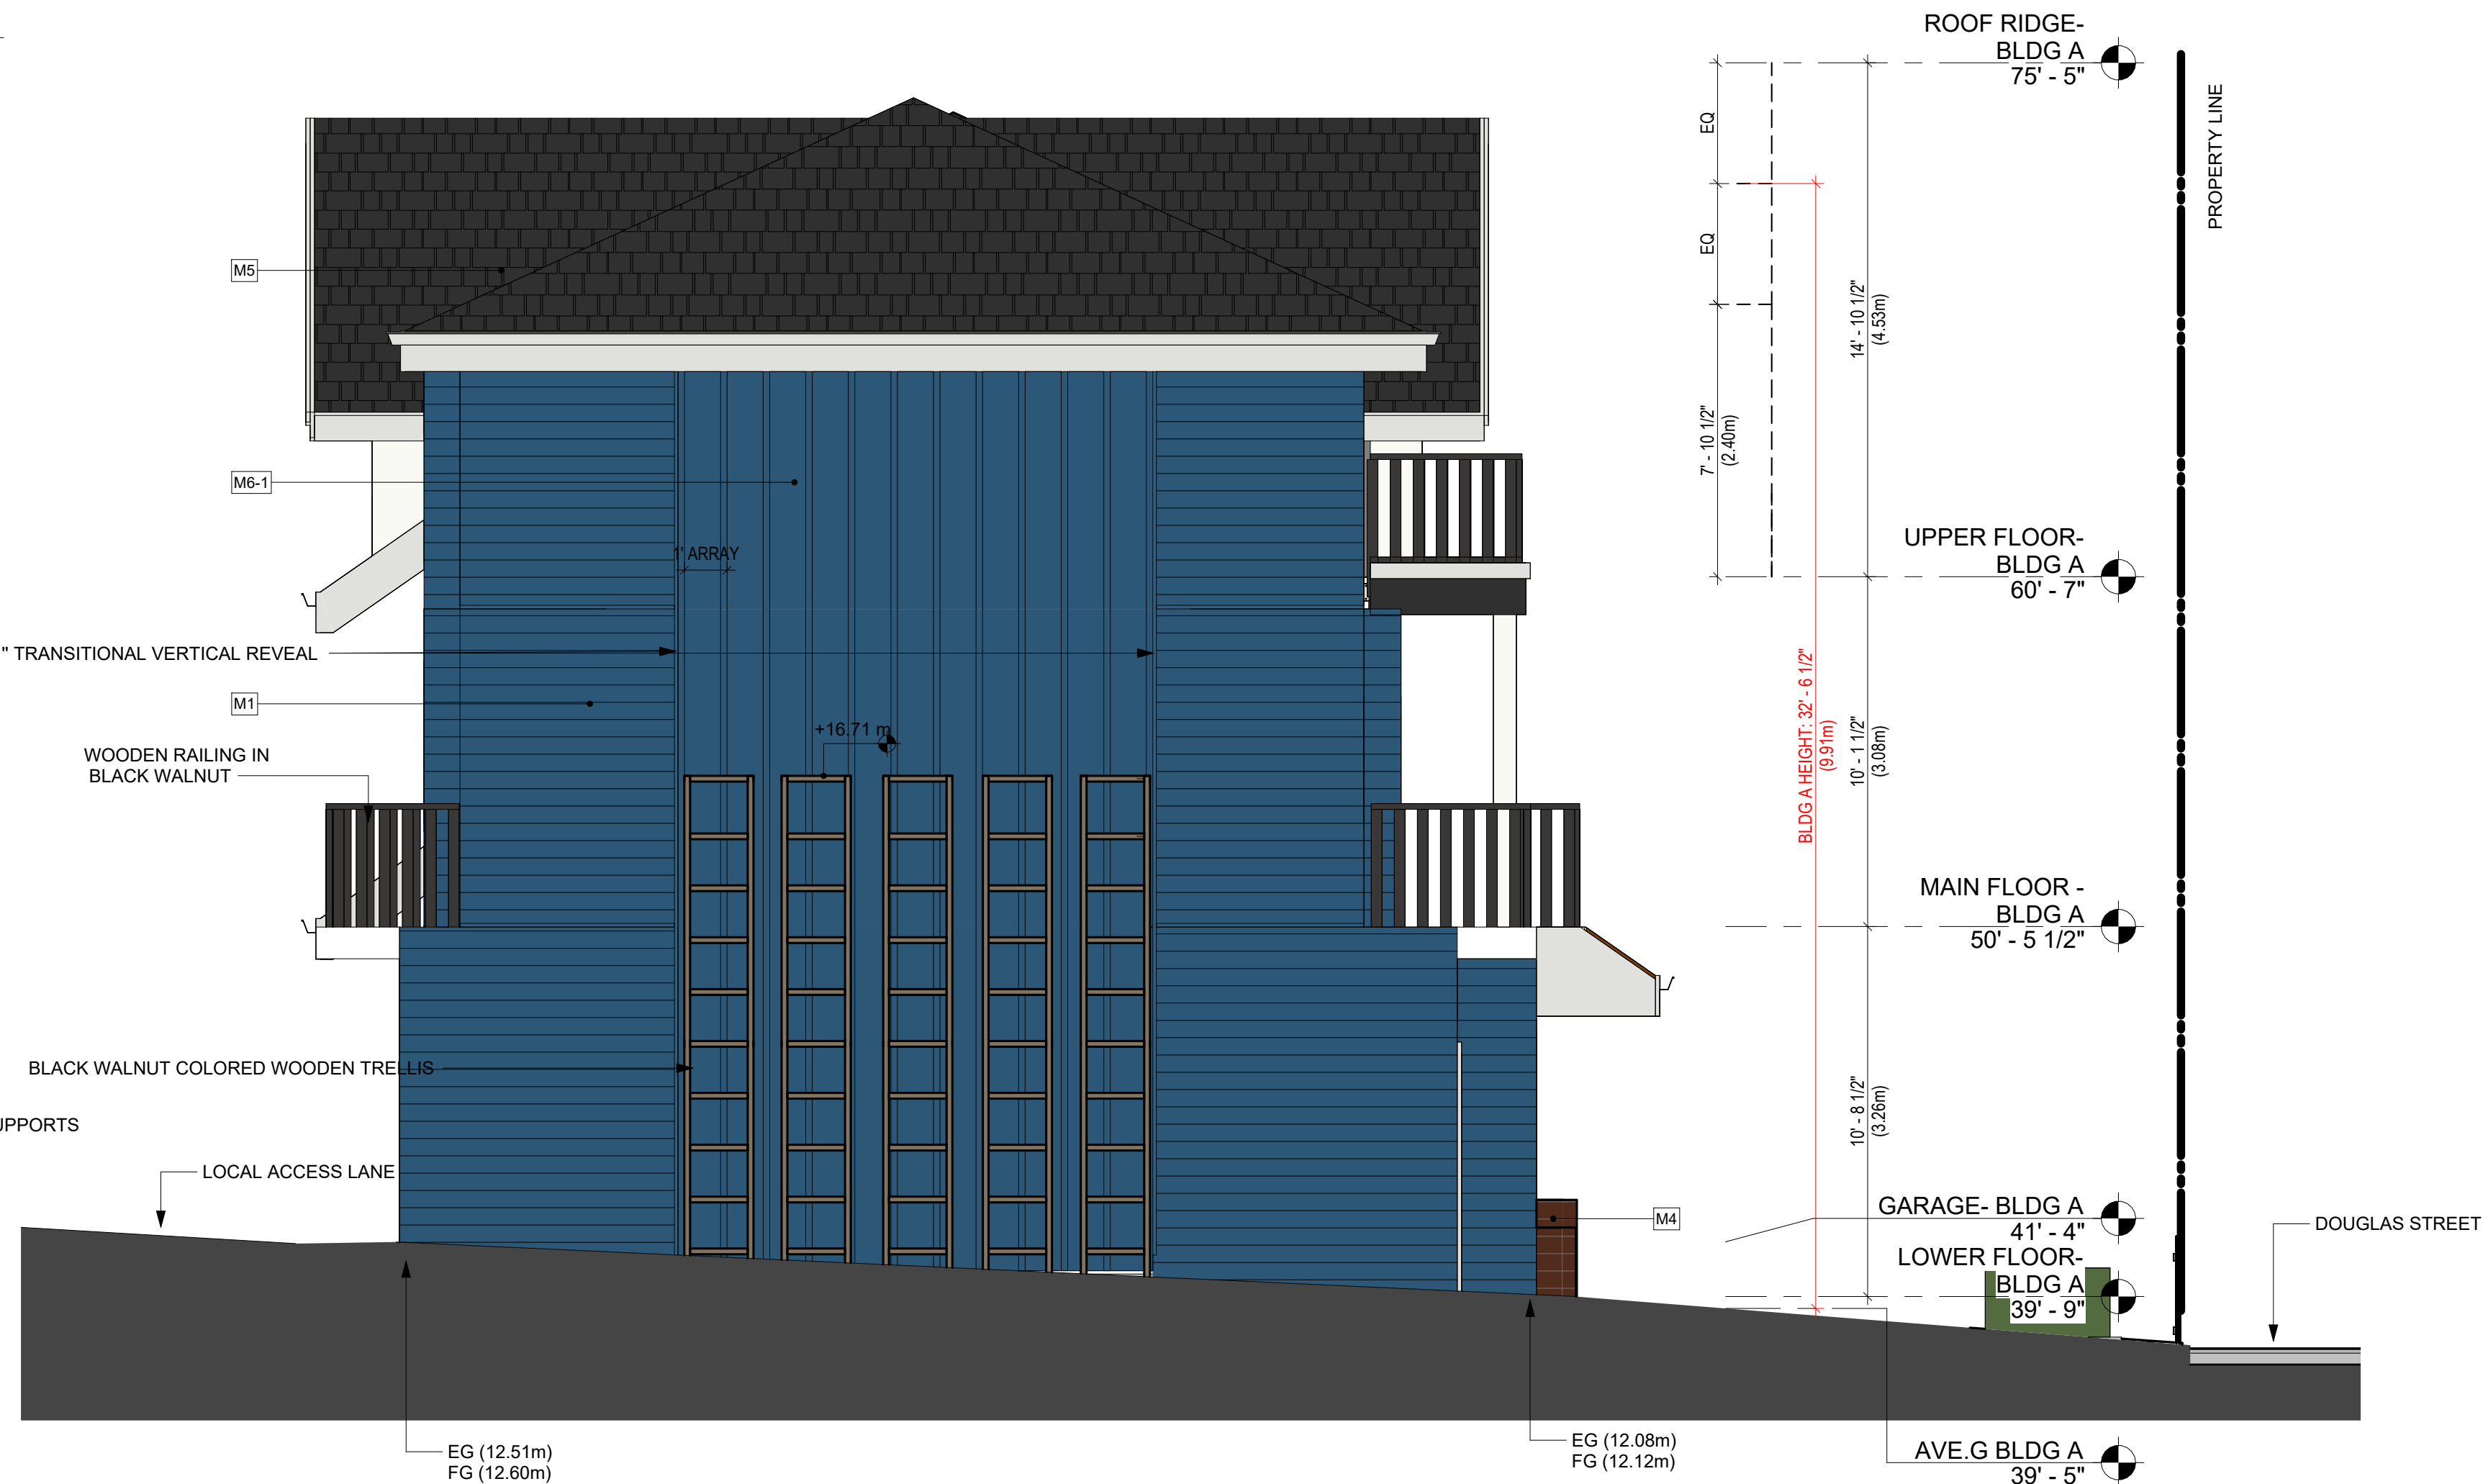 ROOF RIDGE-
BLDG A
75' - 5"
PROPERTY LINE
EQ
EQ
M5
14' - 10 1/2"
(4.53m)
7' - 10 1/2"
(2.40m)
M6-1
1' ARRAY
UPPER FLOOR-
BLDG A
60' - 7"
" TRANSITIONAL VERTICAL REVEAL
M1
+16.71 m
BLDG A HEIGHT: 32' - 6 1/2"
(9.91m)
10' - 1 1/2"
(3.08m)
WOODEN RAILING IN
BLACK WALNUT
MAIN FLOOR -
BLDG A
50' - 5 1/2"
BLACK WALNUT COLORED WOODEN TRELLIS
UPPORTS
10' - 8 1/2"
(3.26m)
LOCAL ACCESS LANE
M4
GARAGE- BLDG A
41' - 4"
DOUGLAS STREET
LOWER FLOOR-
BLDG A
39' - 9"
EG (12.51m)
FG (12.60m)
EG (12.08m)
FG (12.12m)
AVE.G BLDG A
39' - 5"